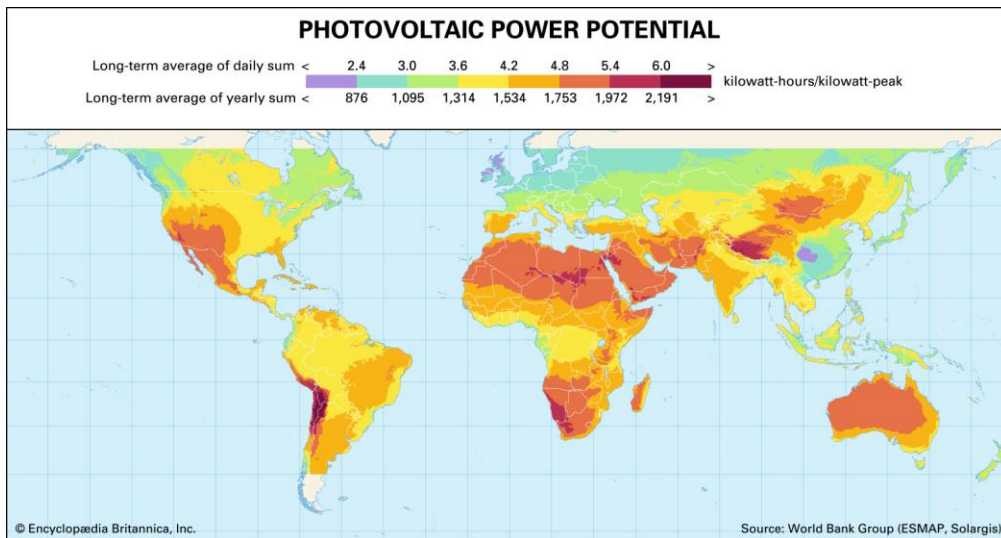 PHOTOVOLTAIC POWER POTENTIAL
Long-term average of daily sum < 2.4 3.0 3.6 4.2 4.8 5.4 6.0 >
kilowatt-hours/kilowatt-peak
Long-term average of yearly sum < 876 1,095 1,314 1,534 1,753 1,972 2,191 >
© Encyclopædia Britannica, Inc.
Source: World Bank Group (ESMAP, Solargis)